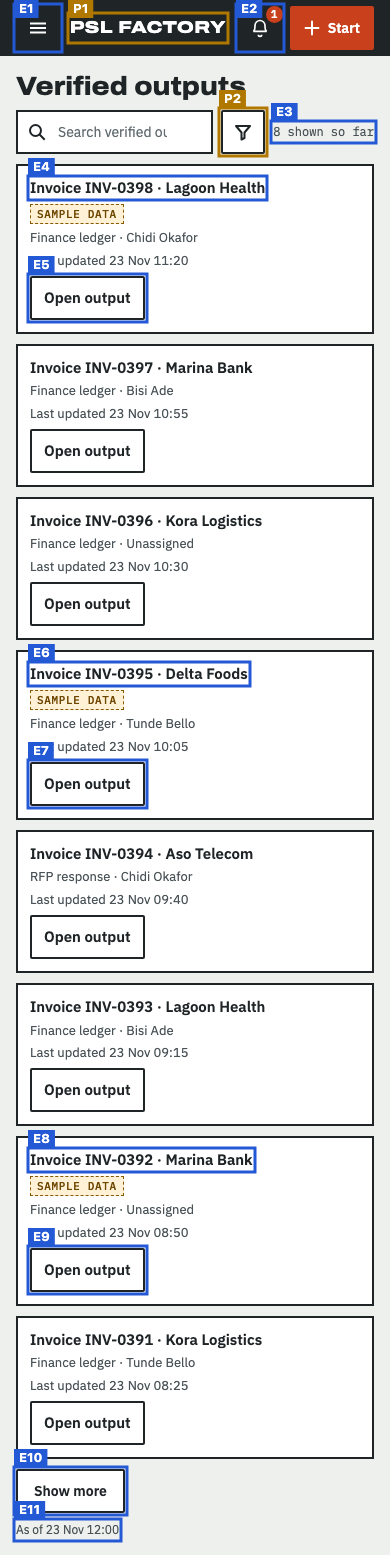 E1
P1
PSL FACTORY
E2
1
Start
Verified outputs
P2
E3
Search verified ou
8 shown so far
E4
Invoice INV-0398 · Lagoon Health
SAMPLE DATA
Finance ledger · Chidi Okafor
E5
updated 23 Nov 11:20
Open output
Invoice INV-0397 · Marina Bank
Finance ledger · Bisi Ade
Last updated 23 Nov 10:55
Open output
Invoice INV-0396 · Kora Logistics
Finance ledger · Unassigned
Last updated 23 Nov 10:30
Open output
E6
Invoice INV-0395 · Delta Foods
SAMPLE DATA
Finance ledger · Tunde Bello
E7
updated 23 Nov 10:05
Open output
Invoice INV-0394 · Aso Telecom
RFP response · Chidi Okafor
Last updated 23 Nov 09:40
Open output
Invoice INV-0393 · Lagoon Health
Finance ledger · Bisi Ade
Last updated 23 Nov 09:15
Open output
E8
Invoice INV-0392 · Marina Bank
SAMPLE DATA
Finance ledger · Unassigned
E9
updated 23 Nov 08:50
Open output
Invoice INV-0391 · Kora Logistics
Finance ledger · Tunde Bello
Last updated 23 Nov 08:25
Open output
E10
Show more
E11
As of 23 Nov 12:00